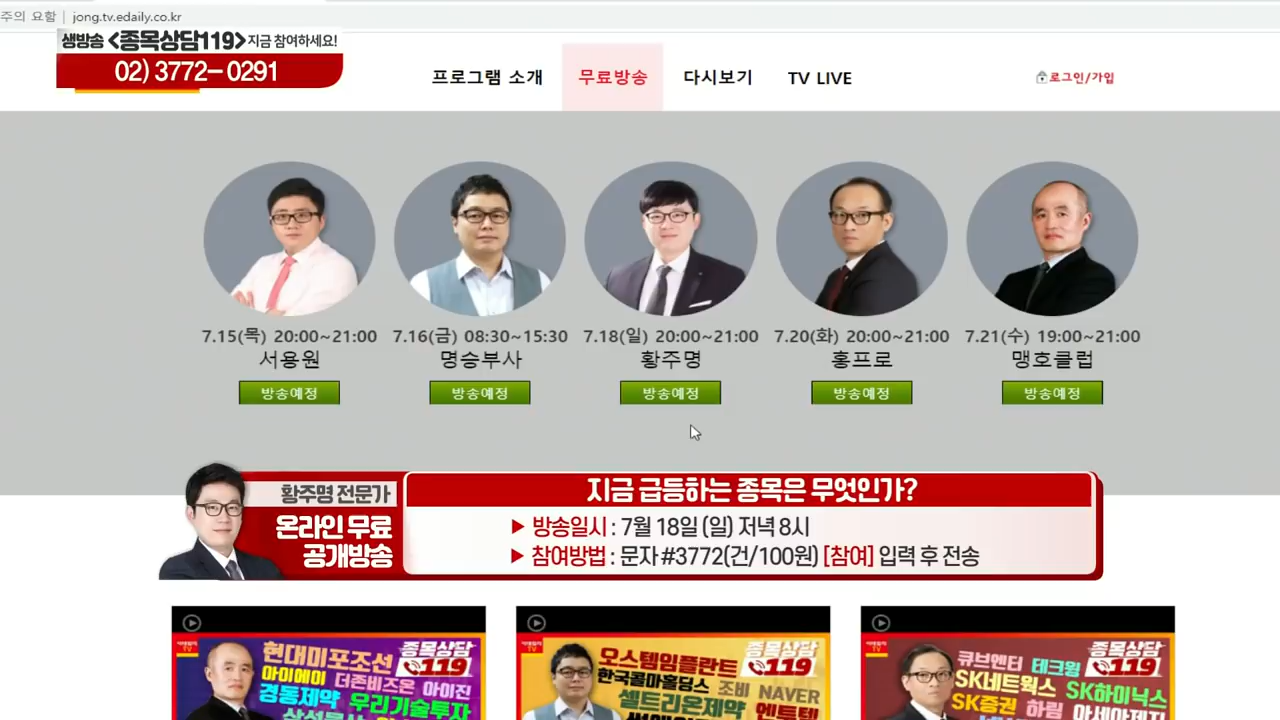 주의 요함 | jong.tv.edaily.co.kr
생방송 <종목상담119> 지금 참여하세요!
02) 3772-0291
프로그램 소개 무료방송 다시보기 TV LIVE 로그인/가입
7.15(목) 20:00~21:00 7.16(금) 08:30~15:30 7.18(일) 20:00~21:00 7.20(화) 20:00~21:00 7.21(수) 19:00~21:00
서용원 명승부사 황주명 홍프로 맹호클럽
방송예정 방송예정 방송예정 방송예정 방송예정
황주명 전문가
온라인 무료
공개방송
지금 급등하는 종목은 무엇인가?
▶ 방송일시 : 7월 18일 (일) 저녁 8시
▶ 참여방법 : 문자 #3772(건/100원) [참여] 입력 후 전송
현대미포조선 종목상담
119
아이에이 더존비즈온 아이진
경동제약 우리기술투자
오스템임플란트 종목상담
119
한국콜마홀딩스 조비 NAVER
셀트리온제약 엔투텍
큐브엔터 테크윙 종목상담
119
SK네트웍스 SK하이닉스
SK증권 하림 아세아제지